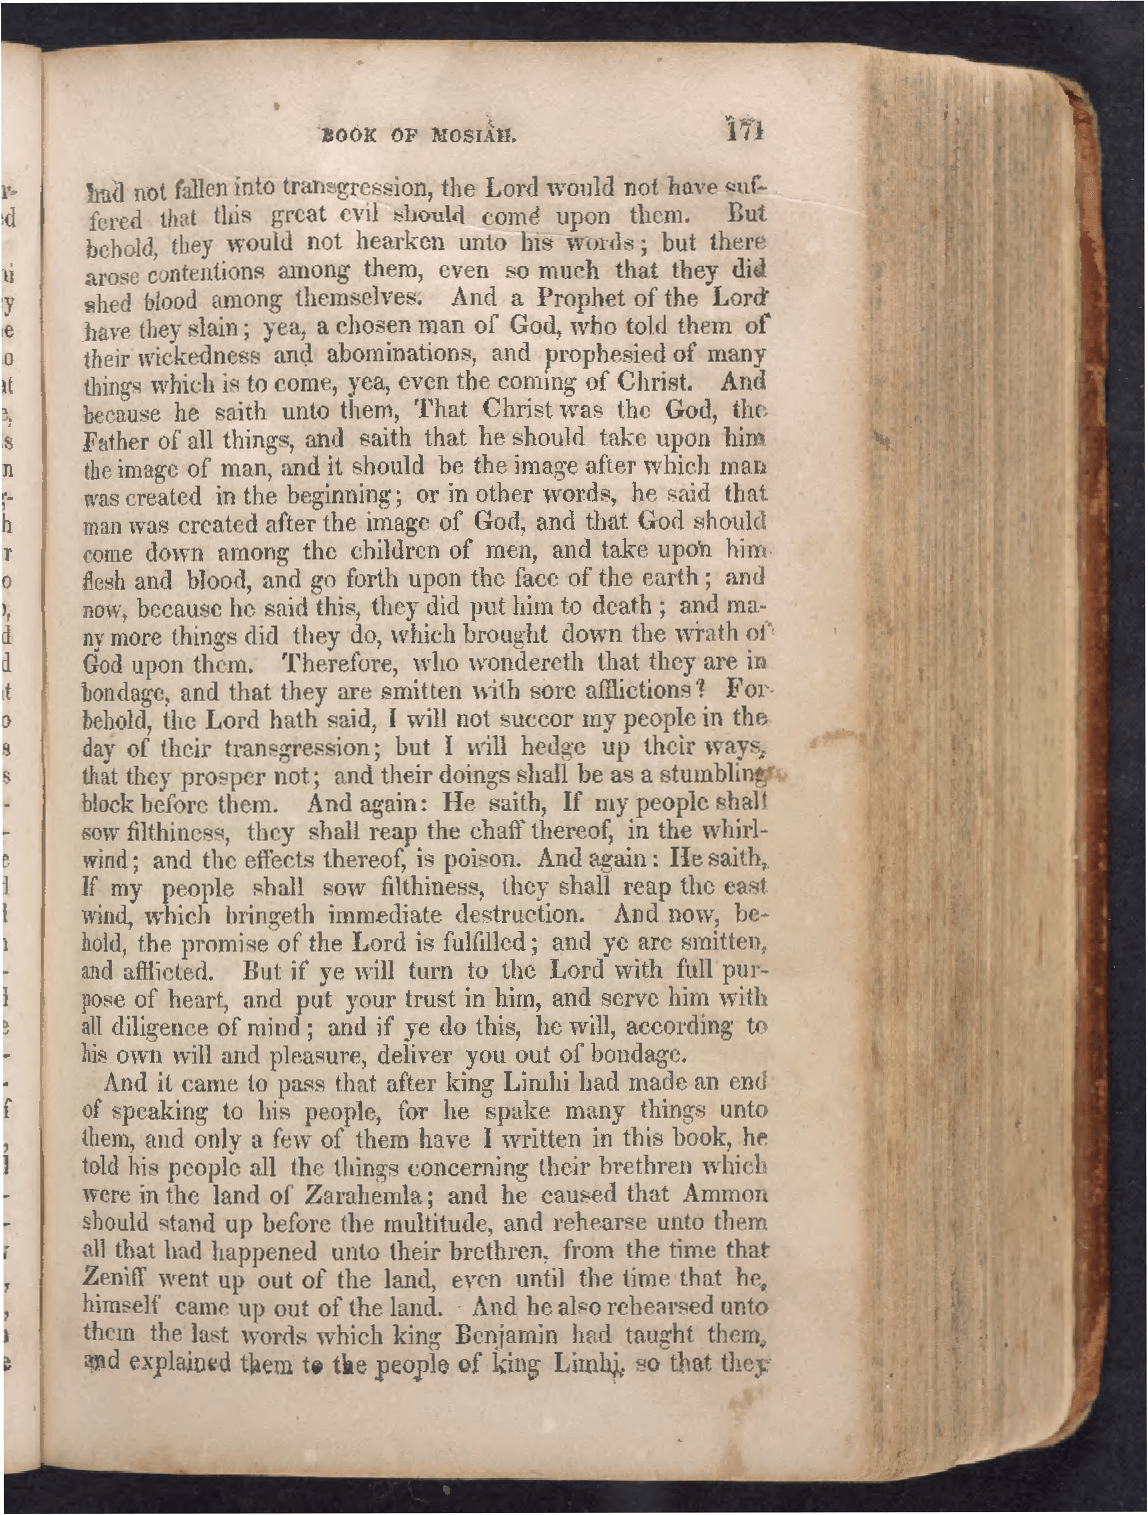 BOOK OF MOSIAH. 171
had not fallen into transgression, the Lord would not have suf-
fered that this great evil should come upon them. But
behold, they would not hearken unto his words; but there
arose contentions among them, even so much that they did
shed blood among themselves. And a Prophet of the Lord
have they slain; yea, a chosen man of God, who told them of
their wickedness and abominations, and prophesied of many
things which is to come, yea, even the coming of Christ. And
because he saith unto them, That Christ was the God, the
Father of all things, and saith that he should take upon him
the image of man, and it should be the image after which man
was created in the beginning; or in other words, he said that
man was created after the image of God, and that God should
come down among the children of men, and take upon him
flesh and blood, and go forth upon the face of the earth; and
now, because he said this, they did put him to death; and ma-
ny more things did they do, which brought down the wrath of
God upon them. Therefore, who wondereth that they are in
bondage, and that they are smitten with sore afflictions? For
behold, the Lord hath said, I will not succor my people in the
day of their transgression; but I will hedge up their ways,
that they prosper not; and their doings shall be as a stumbling
block before them. And again: He saith, If my people shall
sow filthiness, they shall reap the chaff thereof, in the whirl-
wind; and the effects thereof, is poison. And again: He saith,
If my people shall sow filthiness, they shall reap the east
wind, which bringeth immediate destruction. And now, be-
hold, the promise of the Lord is fulfilled; and ye are smitten,
and afflicted. But if ye will turn to the Lord with full pur-
pose of heart, and put your trust in him, and serve him with
all diligence of mind; and if ye do this, he will, according to
his own will and pleasure, deliver you out of bondage.
And it came to pass that after king Limhi had made an end
of speaking to his people, for he spake many things unto
them, and only a few of them have I written in this book, he
told his people all the things concerning their brethren which
were in the land of Zarahemla; and he caused that Ammon
should stand up before the multitude, and rehearse unto them
all that had happened unto their brethren, from the time that
Zeniff went up out of the land, even until the time that he,
himself came up out of the land. And he also rehearsed unto
them the last words which king Benjamin had taught them,
and explained them to the people of king Limhi, so that they